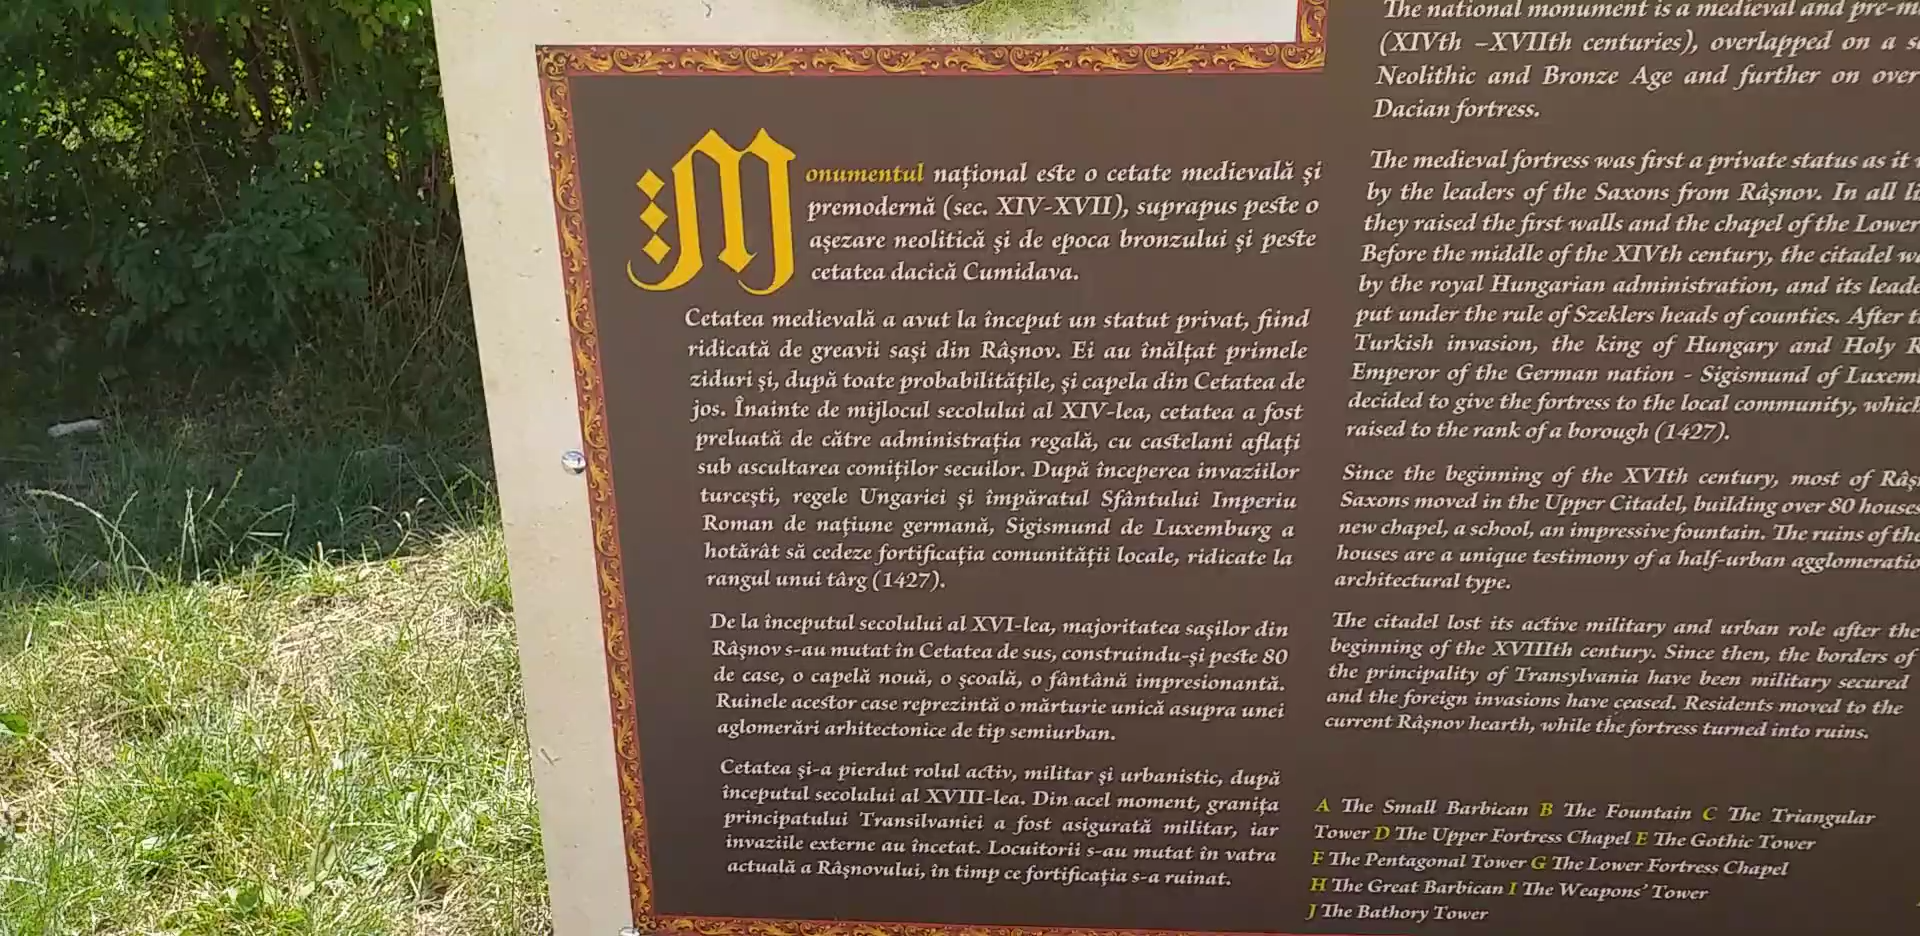 Monumentul național este o cetate medievală și
premodernă (sec. XIV-XVII), suprapus peste o
așezare neolitică și de epoca bronzului și peste
cetatea dacică Cumidava.
Cetatea medievală a avut la început un statut privat, fiind
ridicată de greavii sași din Râșnov. Ei au înălțat primele
ziduri și, după toate probabilitățile, și capela din Cetatea de
jos. Înainte de mijlocul secolului al XIV-lea, cetatea a fost
preluată de către administrația regală, cu castelani aflați
sub ascultarea comiților secuilor. După începerea invaziilor
turcești, regele Ungariei și împăratul Sfântului Imperiu
Roman de națiune germană, Sigismund de Luxemburg a
hotărât să cedeze fortificația comunității locale, ridicate la
rangul unui târg (1427).
De la începutul secolului al XVI-lea, majoritatea sașilor din
Râșnov s-au mutat în Cetatea de sus, construindu-și peste 80
de case, o capelă nouă, o școală, o fântână impresionantă.
Ruinele acestor case reprezintă o mărturie unică asupra unei
aglomerări arhitectonice de tip semiurban.
Cetatea și-a pierdut rolul activ, militar și urbanistic, după
începutul secolului al XVIII-lea. Din acel moment, granița
principatului Transilvaniei a fost asigurată militar, iar
invaziile externe au încetat. Locuitorii s-au mutat în vatra
actuală a Râșnovului, în timp ce fortificația s-a ruinat.
The national monument is a medieval and
(XIVth –XVIIth centuries), overlapped on a
Neolithic and Bronze Age and further on
Dacian fortress.
The medieval fortress was first a private status as it
by the leaders of the Saxons from Râșnov. In all
they raised the first walls and the chapel of the Lower
Before the middle of the XIVth century, the citadel
by the royal Hungarian administration, and its
put under the rule of Szeklers heads of counties. After
Turkish invasion, the king of Hungary and Holy
Emperor of the German nation - Sigismund of
decided to give the fortress to the local community, which
raised to the rank of a borough (1427).
Since the beginning of the XVIth century, most of
Saxons moved in the Upper Citadel, building over 80 houses
new chapel, a school, an impressive fountain. The ruins of
houses are a unique testimony of a half-urban
architectural type.
The citadel lost its active military and urban role after the
beginning of the XVIIIth century. Since then, the borders of
the principality of Transylvania have been military secured
and the foreign invasions have ceased. Residents moved to the
current Râșnov hearth, while the fortress turned into ruins.
A The Small Barbican B The Fountain C The Triangular
Tower D The Upper Fortress Chapel E The Gothic Tower
F The Pentagonal Tower G The Lower Fortress Chapel
H The Great Barbican I The Weapons' Tower
J The Bathory Tower